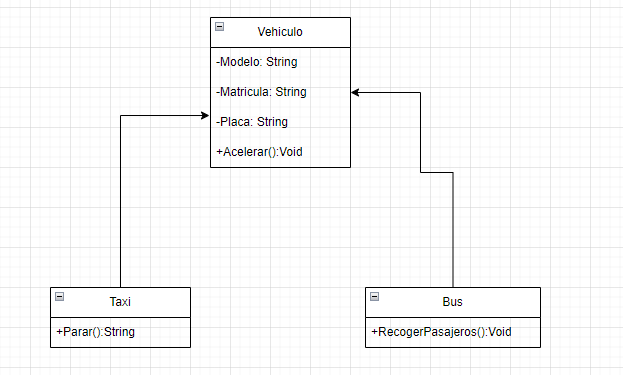 Vehiculo
-Modelo: String
-Matricula: String
-Placa: String
+Acelerar():Void
Taxi
+Parar():String
Bus
+RecogerPasajeros():Void